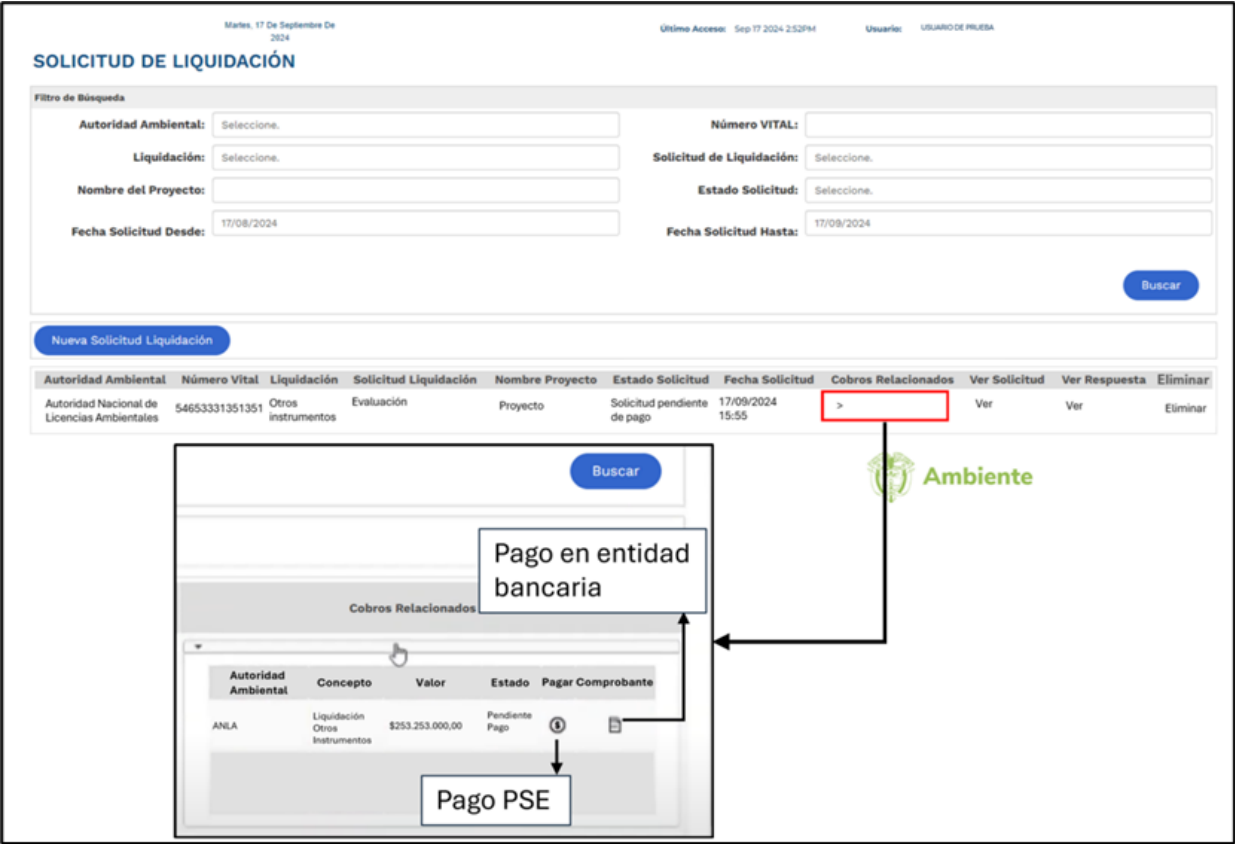 Martes, 17 De Septiembre De
2024
Último Acceso: Sep 17 2024 2:52PM
Usuario: USUARIO DE PRUEBA
SOLICITUD DE LIQUIDACIÓN
Filtro de Búsqueda
Autoridad Ambiental: Seleccione.
Número VITAL:
Liquidación: Seleccione.
Solicitud de Liquidación: Seleccione.
Nombre del Proyecto:
Estado Solicitud: Seleccione.
Fecha Solicitud Desde: 17/08/2024
Fecha Solicitud Hasta: 17/09/2024
Buscar
Nueva Solicitud Liquidación
Autoridad Ambiental Número Vital Liquidación Solicitud Liquidación Nombre Proyecto Estado Solicitud Fecha Solicitud Cobros Relacionados Ver Solicitud Ver Respuesta Eliminar
Autoridad Nacional de
Licencias Ambientales
54653331351351
Otros
instrumentos
Evaluación
Proyecto
Solicitud pendiente
de pago
17/09/2024
15:55
>
Ver
Ver
Eliminar
Ambiente
Buscar
Pago en entidad
bancaria
Cobros Relacionados
Autoridad
Ambiental
Concepto
Valor
Estado
Pagar
Comprobante
ANLA
Liquidación
Otros
Instrumentos
$253.253.000,00
Pendiente
Pago
Pago PSE